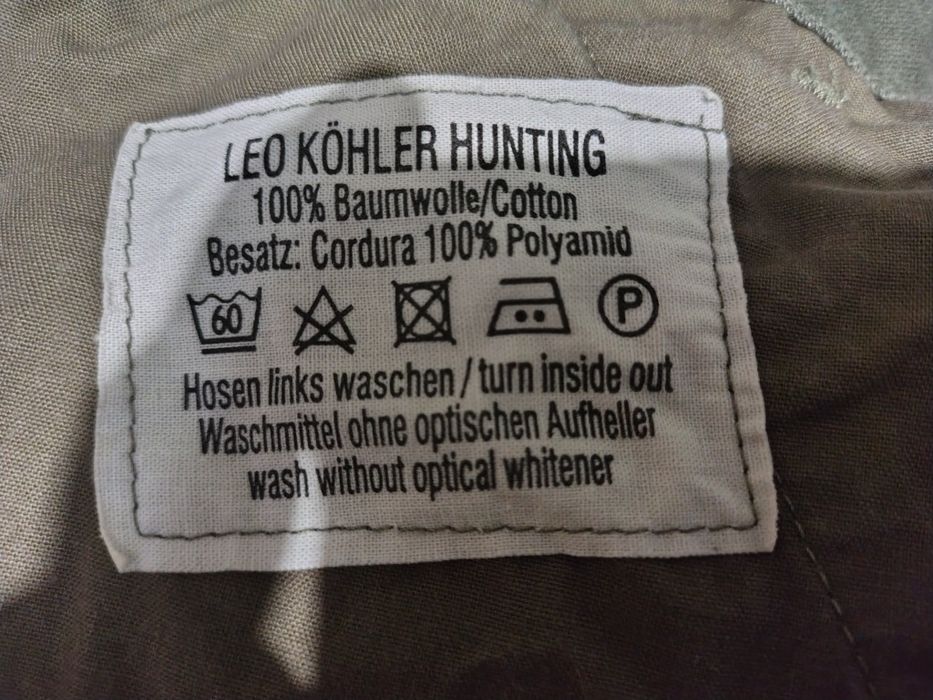 LEO KÖHLER HUNTING
100% Baumwolle/Cotton
Besatz: Cordura 100% Polyamid
60 P
Hosen links waschen / turn inside out
Waschmittel ohne optischen Aufheller
wash without optical whitener